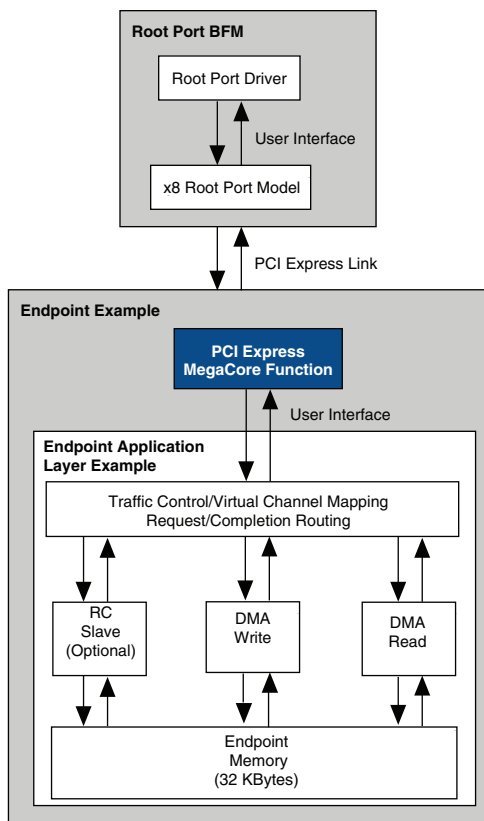 Root Port BFM
Root Port Driver
User Interface
x8 Root Port Model
PCI Express Link
Endpoint Example
PCI Express
MegaCore Function
User Interface
Endpoint Application
Layer Example
Traffic Control/Virtual Channel Mapping
Request/Completion Routing
RC
Slave
(Optional)
DMA
Write
DMA
Read
Endpoint
Memory
(32 KBytes)